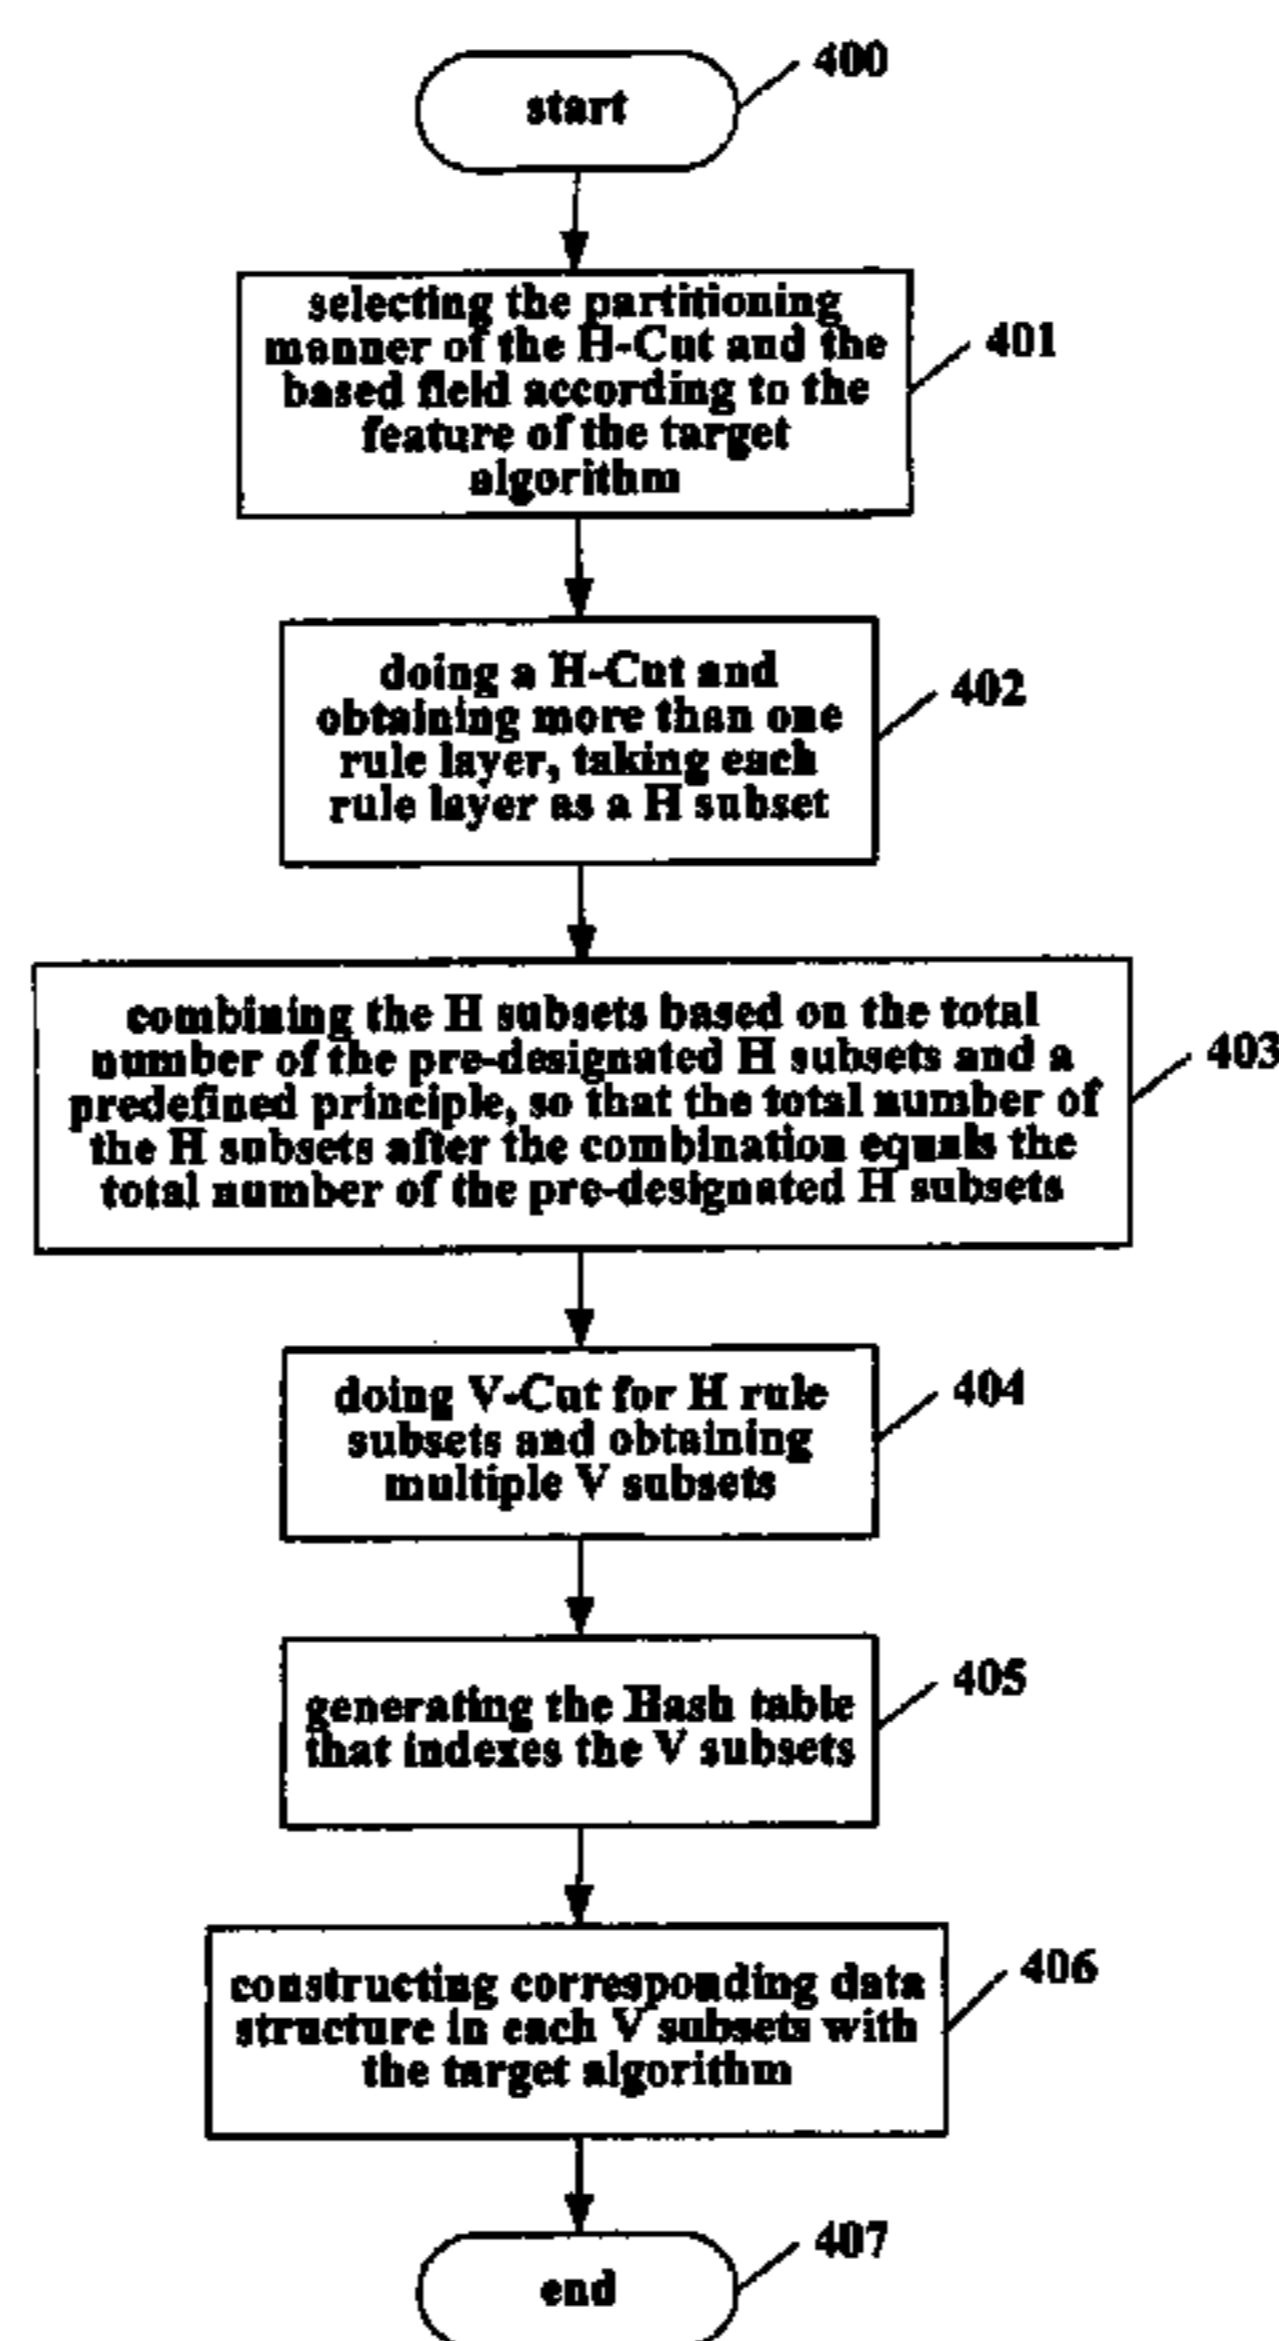 400
start
selecting the partitioning
manner of the H-Cut and the
based field according to the
feature of the target
algorithm
401
doing a H-Cut and
obtaining more than one
rule layer, taking each
rule layer as a H subset
402
combining the H subsets based on the total
number of the pre-designated H subsets and a
predefined principle, so that the total number of
the H subsets after the combination equals the
total number of the pre-designated H subsets
403
doing V-Cut for H rule
subsets and obtaining
multiple V subsets
404
generating the Hash table
that indexes the V subsets
405
constructing corresponding data
structure in each V subsets with
the target algorithm
406
407
end